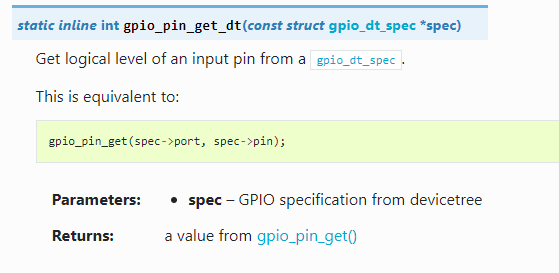 static inline int gpio_pin_get_dt(const struct gpio_dt_spec *spec)
Get logical level of an input pin from a gpio_dt_spec.
This is equivalent to:
gpio_pin_get(spec->port, spec->pin);
Parameters: • spec – GPIO specification from devicetree
Returns: a value from gpio_pin_get()